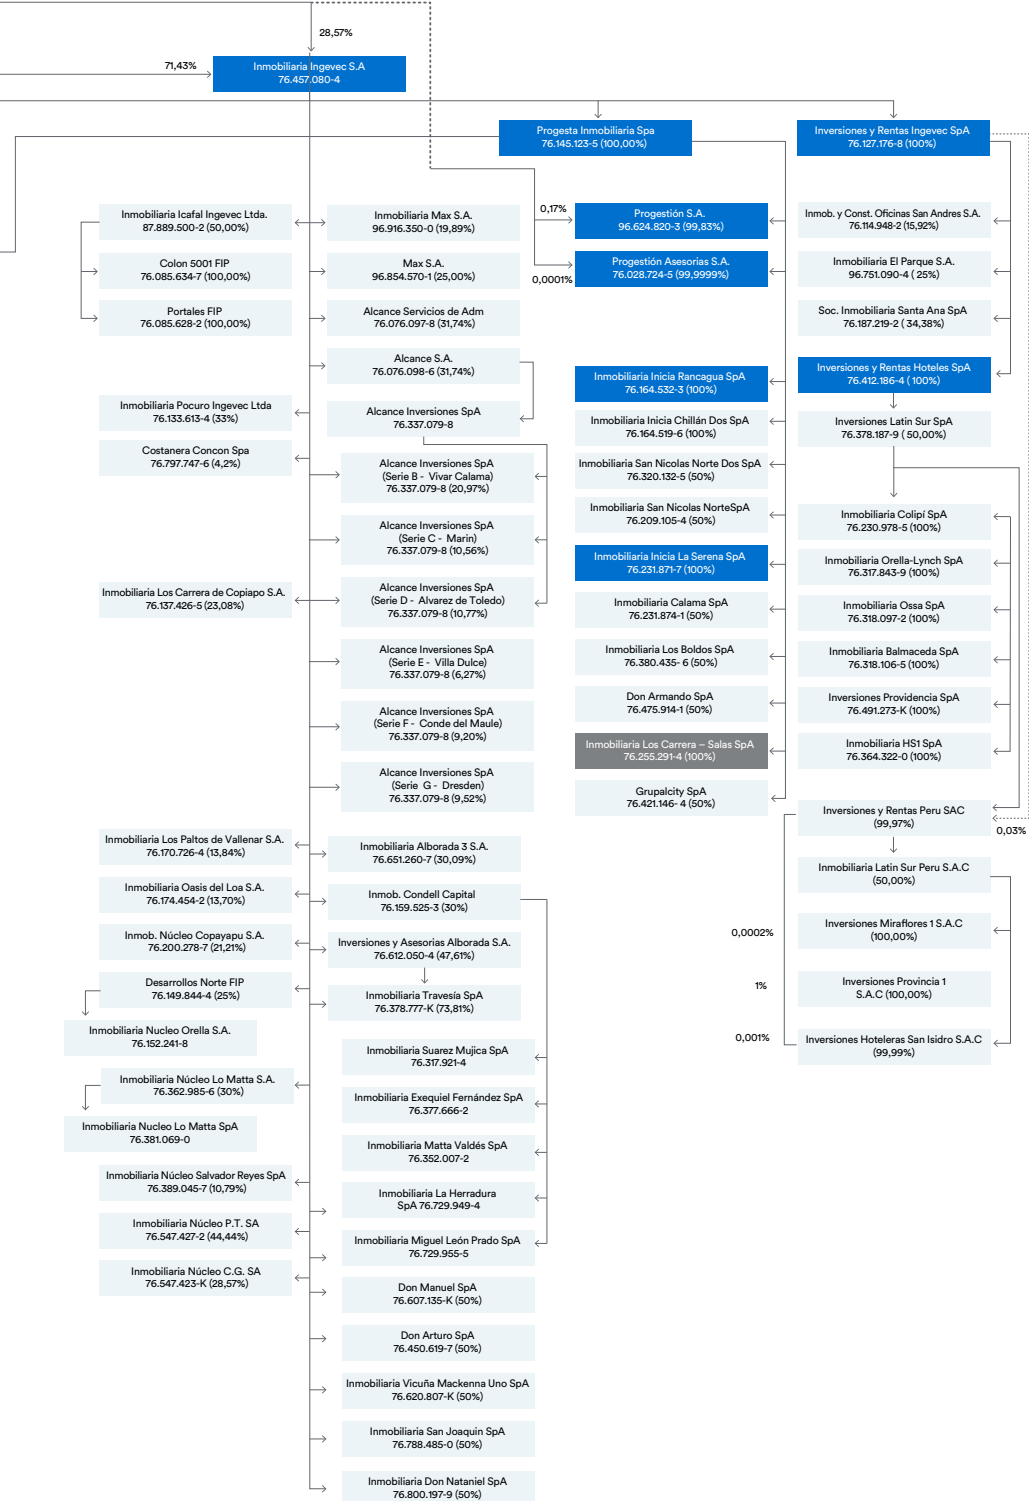 28,57%
71,43%
Inmobiliaria Ingevec S.A
76.457.080-4
Progesta Inmobiliaria Spa
76.145.123-5 (100,00%)
Inversiones y Rentas Ingevec SpA
76.127.176-8 (100%)
Inmobiliaria Icafal Ingevec Ltda.
87.889.500-2 (50,00%)
Colon 5001 FIP
76.085.634-7 (100,00%)
Portales FIP
76.085.628-2 (100,00%)
Inmobiliaria Pocuro Ingevec Ltda
76.133.613-4 (33%)
Costanera Concon Spa
76.797.747-6 (4,2%)
Inmobiliaria Los Carrera de Copiapo S.A.
76.137.426-5 (23,08%)
Inmobiliaria Los Paltos de Vallenar S.A.
76.170.726-4 (13,84%)
Inmobiliaria Oasis del Loa S.A.
76.174.454-2 (13,70%)
Inmob. Núcleo Copayapu S.A.
76.200.278-7 (21,21%)
Desarrollos Norte FIP
76.149.844-4 (25%)
Inmobiliaria Nucleo Orella S.A.
76.152.241-8
Inmobiliaria Núcleo Lo Matta S.A.
76.362.985-6 (30%)
Inmobiliaria Nucleo Lo Matta SpA
76.381.069-0
Inmobiliaria Núcleo Salvador Reyes SpA
76.389.045-7 (10,79%)
Inmobiliaria Núcleo P.T. SA
76.547.427-2 (44,44%)
Inmobiliaria Núcleo C.G. SA
76.547.423-K (28,57%)
Inmobiliaria Max S.A.
96.916.350-0 (19,89%)
Max S.A.
96.854.570-1 (25,00%)
Alcance Servicios de Adm
76.076.097-8 (31,74%)
Alcance S.A.
76.076.098-6 (31,74%)
Alcance Inversiones SpA
76.337.079-8
Alcance Inversiones SpA
(Serie B - Vivar Calama)
76.337.079-8 (20,97%)
Alcance Inversiones SpA
(Serie C - Marin)
76.337.079-8 (10,56%)
Alcance Inversiones SpA
(Serie D - Alvarez de Toledo)
76.337.079-8 (10,77%)
Alcance Inversiones SpA
(Serie E - Villa Dulce)
76.337.079-8 (6,27%)
Alcance Inversiones SpA
(Serie F - Conde del Maule)
76.337.079-8 (9,20%)
Alcance Inversiones SpA
(Serie G - Dresden)
76.337.079-8 (9,52%)
Inmobiliaria Alborada 3 S.A.
76.651.260-7 (30,09%)
Inmob. Condell Capital
76.159.525-3 (30%)
Inversiones y Asesorias Alborada S.A.
76.612.050-4 (47,61%)
Inmobiliaria Travesía SpA
76.378.777-K (73,81%)
Inmobiliaria Suarez Mujica SpA
76.317.921-4
Inmobiliaria Exequiel Fernández SpA
76.377.666-2
Inmobiliaria Matta Valdés SpA
76.352.007-2
Inmobiliaria La Herradura
SpA 76.729.949-4
Inmobiliaria Miguel León Prado SpA
76.729.955-5
Don Manuel SpA
76.607.135-K (50%)
Don Arturo SpA
76.450.619-7 (50%)
Inmobiliaria Vicuña Mackenna Uno SpA
76.620.807-K (50%)
Inmobiliaria San Joaquin SpA
76.788.485-0 (50%)
Inmobiliaria Don Nataniel SpA
76.800.197-9 (50%)
0,17%
0,0001%
Progestión S.A.
96.624.820-3 (99,83%)
Progestión Asesorias S.A.
76.028.724-5 (99,9999%)
Inmobiliaria Inicia Rancagua SpA
76.164.532-3 (100%)
Inmobiliaria Inicia Chillán Dos SpA
76.164.519-6 (100%)
Inmobiliaria San Nicolas Norte Dos SpA
76.320.132-5 (50%)
Inmobiliaria San Nicolas NorteSpA
76.209.105-4 (50%)
Inmobiliaria Inicia La Serena SpA
76.231.871-7 (100%)
Inmobiliaria Calama SpA
76.231.874-1 (50%)
Inmobiliaria Los Boldos SpA
76.380.435- 6 (50%)
Don Armando SpA
76.475.914-1 (50%)
Inmobiliaria Los Carrera – Salas SpA
76.255.291-4 (100%)
Grupalcity SpA
76.421.146- 4 (50%)
Inmob. y Const. Oficinas San Andres S.A.
76.114.948-2 (15,92%)
Inmobiliaria El Parque S.A.
96.751.090-4 ( 25%)
Soc. Inmobiliaria Santa Ana SpA
76.187.219-2 ( 34,38%)
Inversiones y Rentas Hoteles SpA
76.412.186-4 ( 100%)
Inversiones Latin Sur SpA
76.378.187-9 ( 50,00%)
Inmobiliaria Colipí SpA
76.230.978-5 (100%)
Inmobiliaria Orella-Lynch SpA
76.317.843-9 (100%)
Inmobiliaria Ossa SpA
76.318.097-2 (100%)
Inmobiliaria Balmaceda SpA
76.318.106-5 (100%)
Inversiones Providencia SpA
76.491.273-K (100%)
Inmobiliaria HS1 SpA
76.364.322-0 (100%)
Inversiones y Rentas Peru SAC
(99,97%)
0,03%
Inmobiliaria Latin Sur Peru S.A.C
(50,00%)
0,0002%
Inversiones Miraflores 1 S.A.C
(100,00%)
1%
Inversiones Provincia 1
S.A.C (100,00%)
0,001%
Inversiones Hoteleras San Isidro S.A.C
(99,99%)